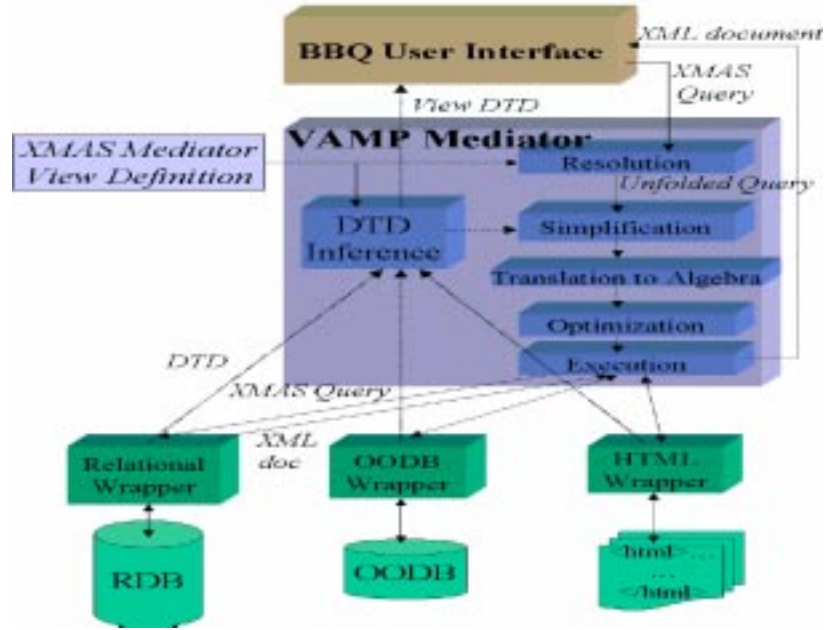 XML document
BBQ User Interface
XMAS
Query
View DTD
VAMP Mediator
XMAS Mediator
View Definition
Resolution
Unfolded Query
DTD
Inference
Simplification
Translation to Algebra
Optimization
Execution
DTD
XMAS Query
XML
doc
Relational
Wrapper
OODB
Wrapper
HTML
Wrapper
RDB
OODB
<html> ...
...
</html>